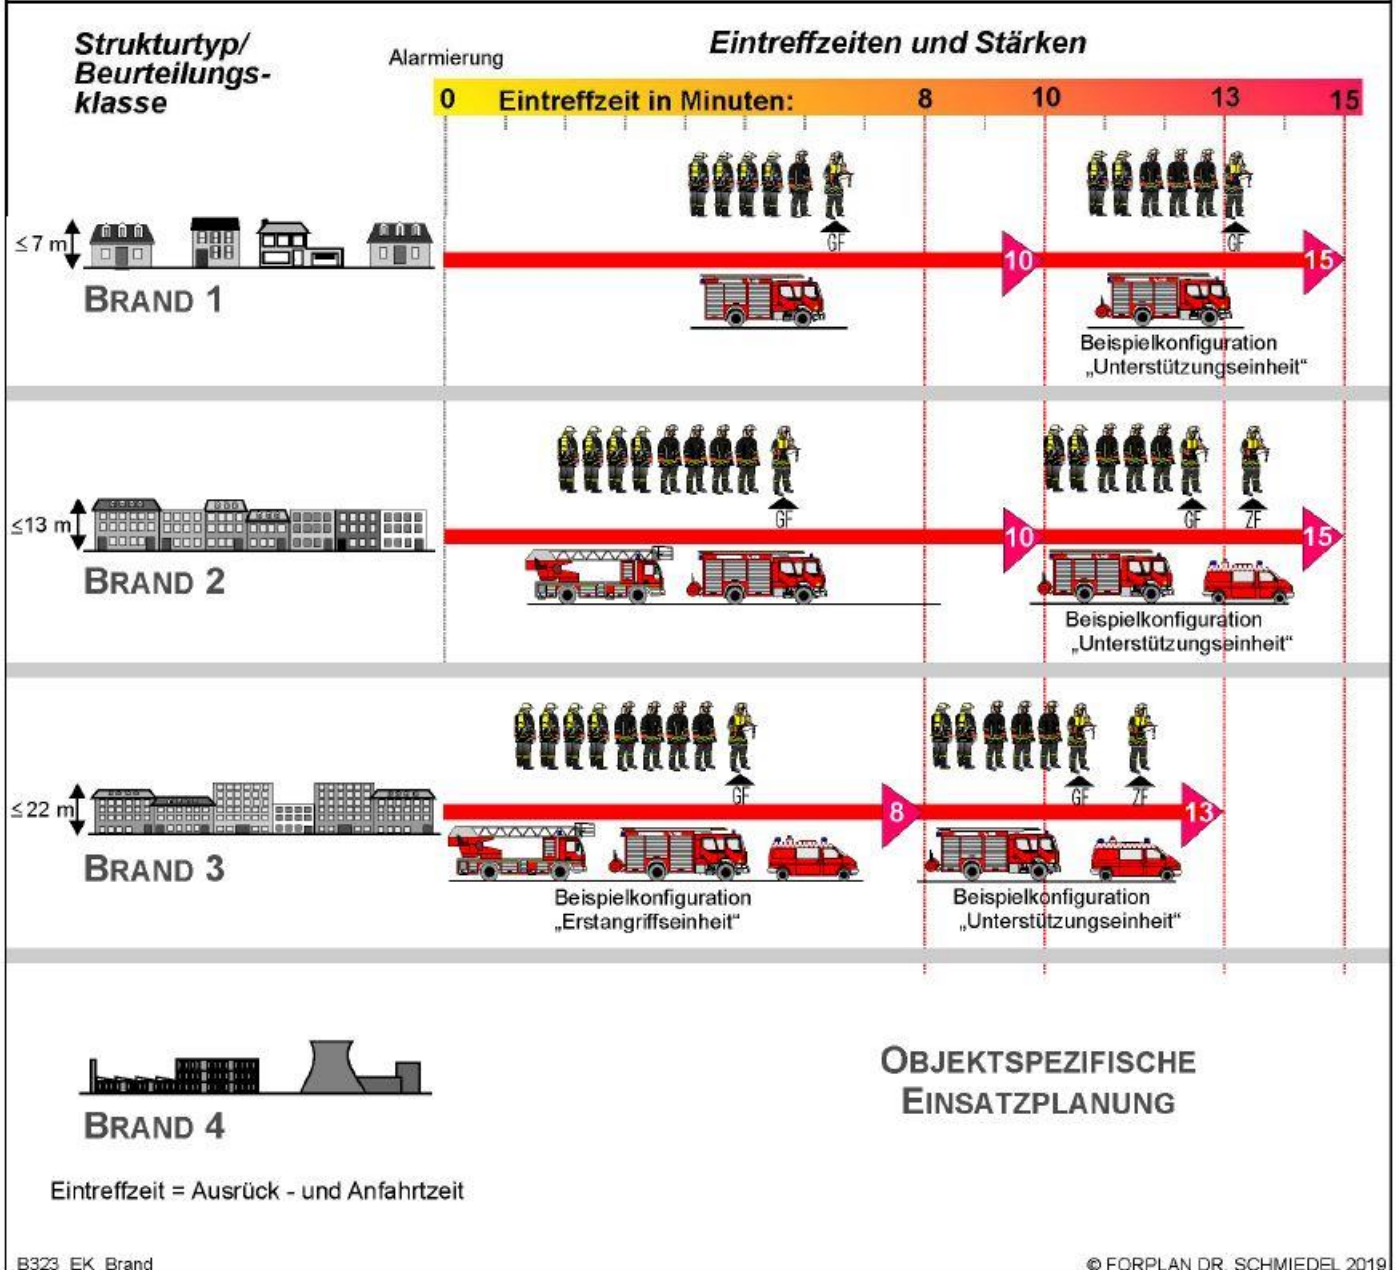 Strukturtyp/
Beurteilungs-
klasse
Alarmierung
Eintreffzeiten und Stärken
0 Eintreffzeit in Minuten: 8 10 13 15
GF GF
≤ 7 m
10 15
BRAND 1
Beispielkonfiguration
„Unterstützungseinheit“
GF GF ZF
≤13 m
10 15
BRAND 2
Beispielkonfiguration
„Unterstützungseinheit“
GF GF ZF
≤ 22 m
8 13
BRAND 3
Beispielkonfiguration
„Erstangriffseinheit“
Beispielkonfiguration
„Unterstützungseinheit“
OBJEKTSPEZIFISCHE
EINSATZPLANUNG
BRAND 4
Eintreffzeit = Ausrück - und Anfahrtzeit
B323_EK_Brand
© FORPLAN DR. SCHMIEDEL 2019